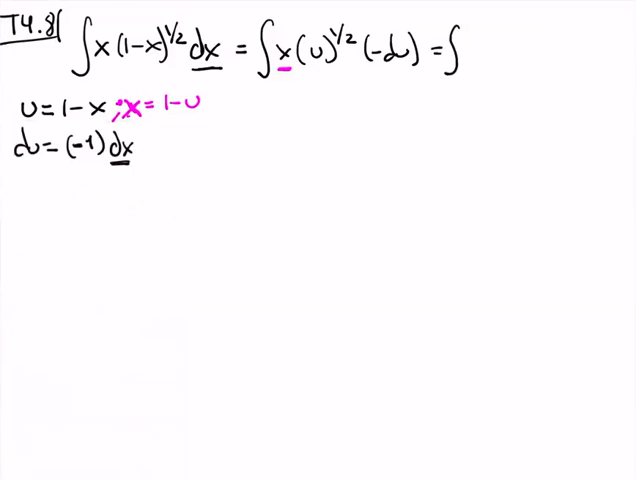 T4.8( ∫x(1-x)^1/2 dx = ∫x(u)^1/2 (-du) = ∫
u = 1-x ; x = 1-u
du = (-1) dx